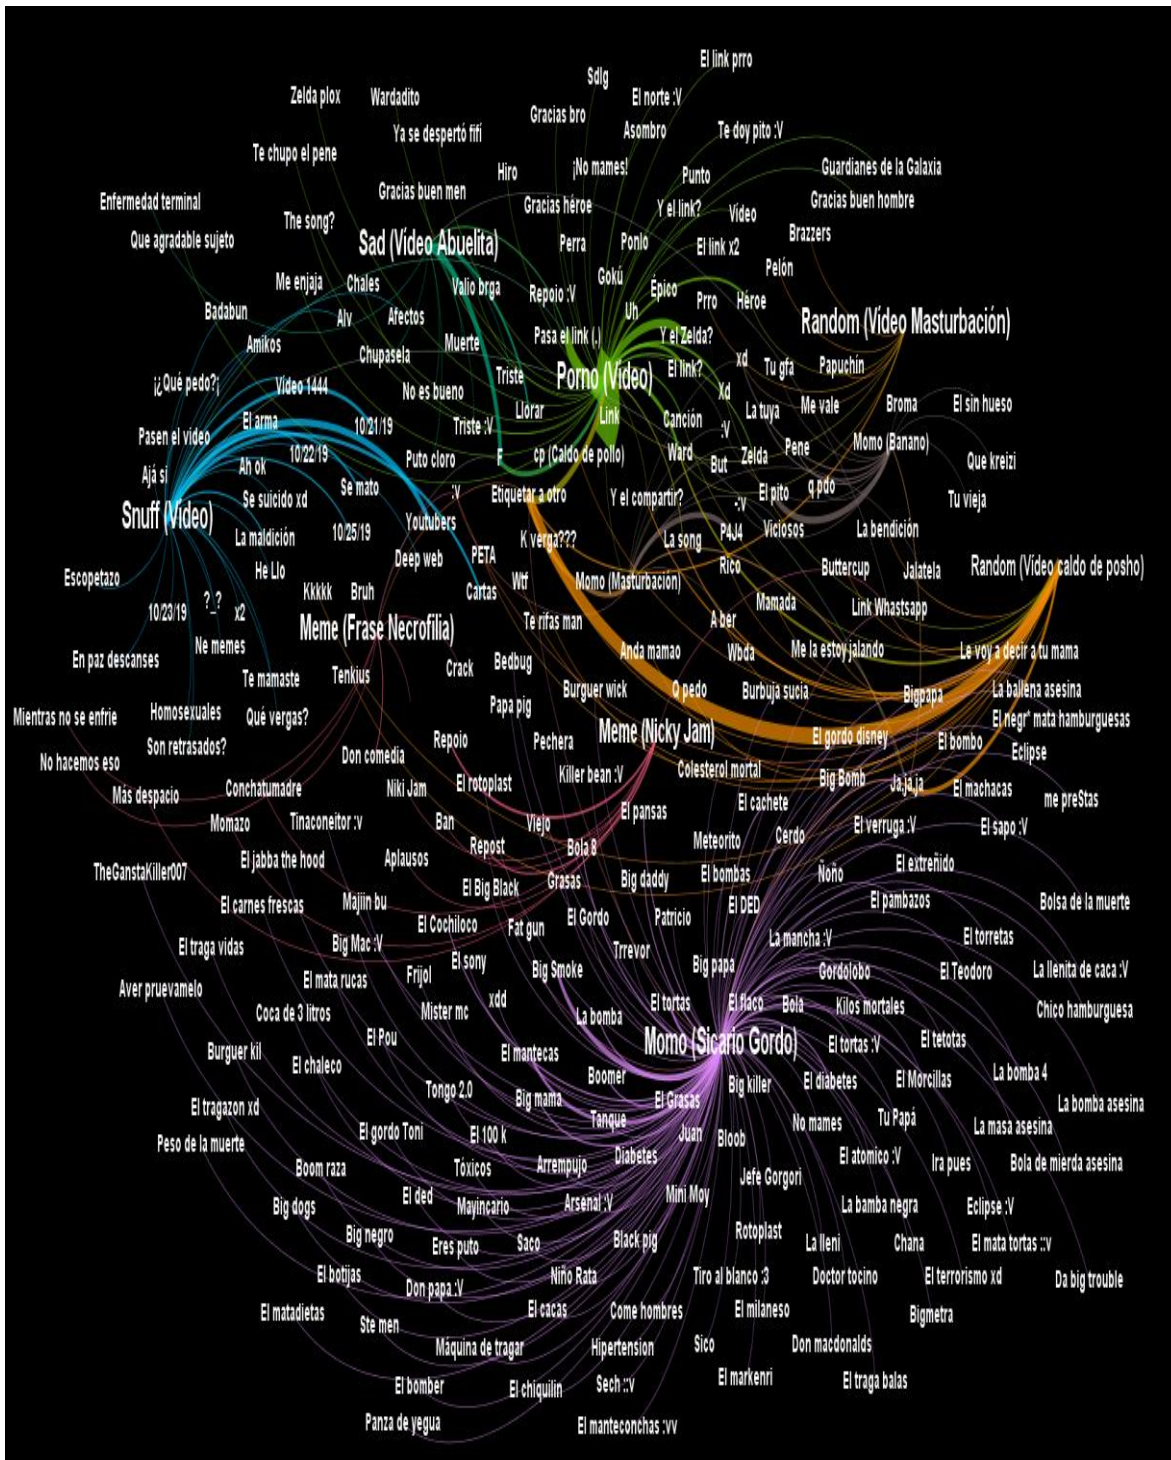 El link prro
Sdlg
Zelda plox
Wardadito
El norte :V
Gracias bro
Ya se despertó fifí
Asombro
Te doy pito :V
Te chupo el pene
Hiro
¡No mames!
Punto
Guardianes de la Galaxia
Gracias buen men
Enfermedad terminal
Gracias héroe
Y el link?
Vídeo
Gracias buen hombre
The song?
Que agradable sujeto
Sad (Vídeo Abuelita)
Perra
Ponlo
El link x2
Brazzers
Me enjaja
Chales
Valio brga
Repoio :V
Gokú
Épico
Pelón
Badabun
Alv
Afectos
Uh
Prro
Héroe
Random (Vídeo Masturbación)
Amikos
Chupasela
Muerte
Pasa el link (.)
Y el Zelda?
xd
Tu gfa
Papuchín
¡¿Qué pedo?¡
Vídeo 1444
No es bueno
Triste
Porno (Vídeo)
El link?
Xd
Pasen el video
El arma
10/21/19
Llorar
Link
Canción
La tuya
Me vale
Broma
El sin hueso
Triste :V
:V
Momo (Banano)
Ajá si
Ah ok
10/22/19
Puto cloro
F
cp (Caldo de pollo)
Ward
But
Zelda
Pene
Que kreizi
Se mato
:V
Etiquetar a otro
Y el compartir?
-:V
El pito
q pdo
Tu vieja
Snuff (Vídeo)
Se suicido xd
La maldición
10/25/19
Youtubers
K verga???
La song
P4J4
Viciosos
La bendición
Escopetazo
He Llo
Deep web
PETA
Wtf
Momo (Masturbación)
Rico
Buttercup
Jalatela
Random (Vídeo caldo de posho)
10/23/19
?_?
x2
Kkkkk
Bruh
Cartas
Te rifas man
A ber
Mamada
Link Whastsapp
Meme (Frase Necrofilia)
En paz descanses
Ne memes
Te mamaste
Tenkius
Crack
Bedbug
Anda mamao
Wbda
Me la estoy jalando
Le voy a decir a tu mama
Mientras no se enfrie
Homosexuales
Qué vergas?
Papa pig
Burguer wick
Q pedo
Burbuja sucia
Bigpapa
La ballena asesina
El negr* mata hamburguesas
Son retrasados?
Repoio
Pechera
Meme (Nicky Jam)
El gordo disney
El bombo
Eclipse
No hacemos eso
Don comedia
El rotoplast
Killer bean :V
Colesterol mortal
Big Bomb
Ja,ja,ja
El machacas
me preStas
Más despacio
Conchatumadre
Niki Jam
El pansas
El cachete
Momazo
Tinaconeitor :v
Ban
Viejo
Meteorito
Cerdo
El verruga :V
El sapo :V
El jabba the hood
Aplausos
Repost
Bola 8
TheGanstaKiller007
El Big Black
Grasas
Big daddy
El bombas
Ñoño
El extreñido
El carnes frescas
Majiin bu
El Cochiloco
Fat gun
El Gordo
Patricio
El DED
El pambazos
Bolsa de la muerte
El traga vidas
Big Mac :V
Trrevor
La mancha :V
El torretas
Aver pruevamelo
El mata rucas
Frijol
El sony
Big Smoke
Big papa
Gordolobo
El Teodoro
La llenita de caca :V
Coca de 3 litros
Mister mc
xdd
El tortas
El flaco
Bola
Kilos mortales
Chico hamburguesa
Burguer kil
El Pou
La bomba
Momo (Sicario Gordo)
El tortas :V
El tetotas
El chaleco
El mantecas
Boomer
Big killer
El diabetes
El Morcillas
La bomba 4
El tragazon xd
Tongo 2.0
Big mama
Tanque
El Grasas
No mames
Tu Papá
La bomba asesina
Peso de la muerte
El gordo Toni
El 100 k
Juan
Bloob
La masa asesina
Boom raza
Tóxicos
Arrempujo
Diabetes
El atomico :V
Ira pues
Bola de mierda asesina
Big dogs
El ded
Mayincario
Arsenal :V
Mini Moy
Jefe Gorgori
La bamba negra
Eclipse :V
Big negro
Eres puto
Saco
Black pig
Rotoplast
La lleni
Chana
El mata tortas ::v
El botijas
Don papa :V
Niño Rata
Tiro al blanco :3
Doctor tocino
El terrorismo xd
Da big trouble
El matadietas
Ste men
El cacas
Come hombres
El milaneso
Bigmetra
Máquina de tragar
Hipertension
Sico
Don macdonalds
El bomber
El chiquilin
Sech ::v
El markenri
El traga balas
Panza de yegua
El manteconchas :vv